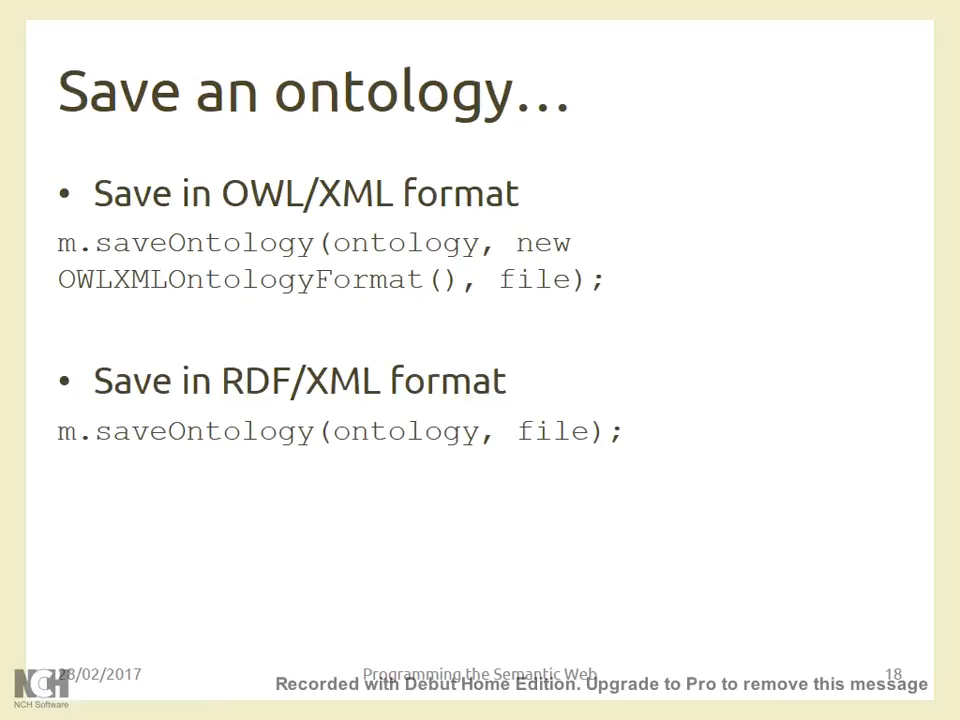 Save an ontology…
• Save in OWL/XML format
m.saveOntology(ontology, new
OWLXMLOntologyFormat(), file);
• Save in RDF/XML format
m.saveOntology(ontology, file);
28/02/2017
Programming the Semantic Web
18
Recorded with Debut Home Edition. Upgrade to Pro to remove this message
NCH
NCH Software